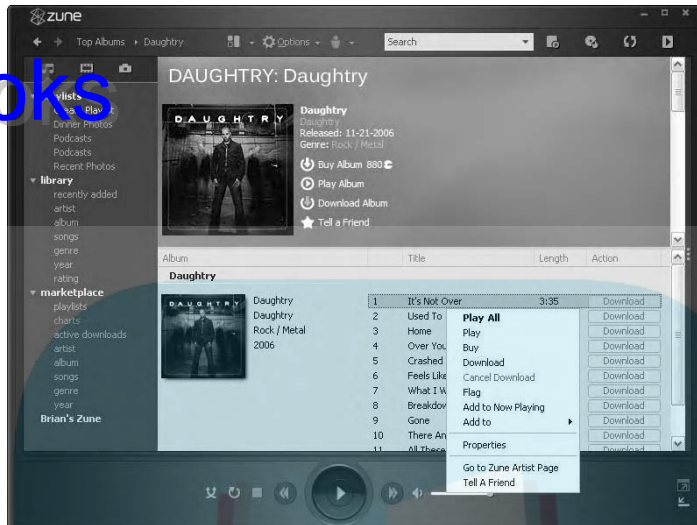 zune
Top Albums
Daughtry
Options
Search
oks
Dinner Photos
Podcasts
Podcasts
Recent Photos
library
recently added
artist
album
songs
genre
year
rating
marketplace
playlists
charts
active downloads
artist
album
songs
genre
year
Brian's Zune
DAUGHTRY: Daughtry
DAUGHTRY
Daughtry
Daughtry
Released: 11-21-2006
Genre: Rock / Metal
Buy Album 880
Play Album
Download Album
Tell a Friend
Album Title Length Action
Daughtry
DAUGHTRY
Daughtry
Daughtry
Rock / Metal
2006
1 It's Not Over 3:35 Download
2 Used To Download
3 Home Download
4 Over You Download
5 Crashed Download
6 Feels Like Download
7 What I W Download
8 Breakdow Download
9 Gone Download
10 There An Download
11 All These Download
Play All
Play
Buy
Download
Cancel Download
Flag
Add to Now Playing
Add to
Properties
Go to Zune Artist Page
Tell A Friend